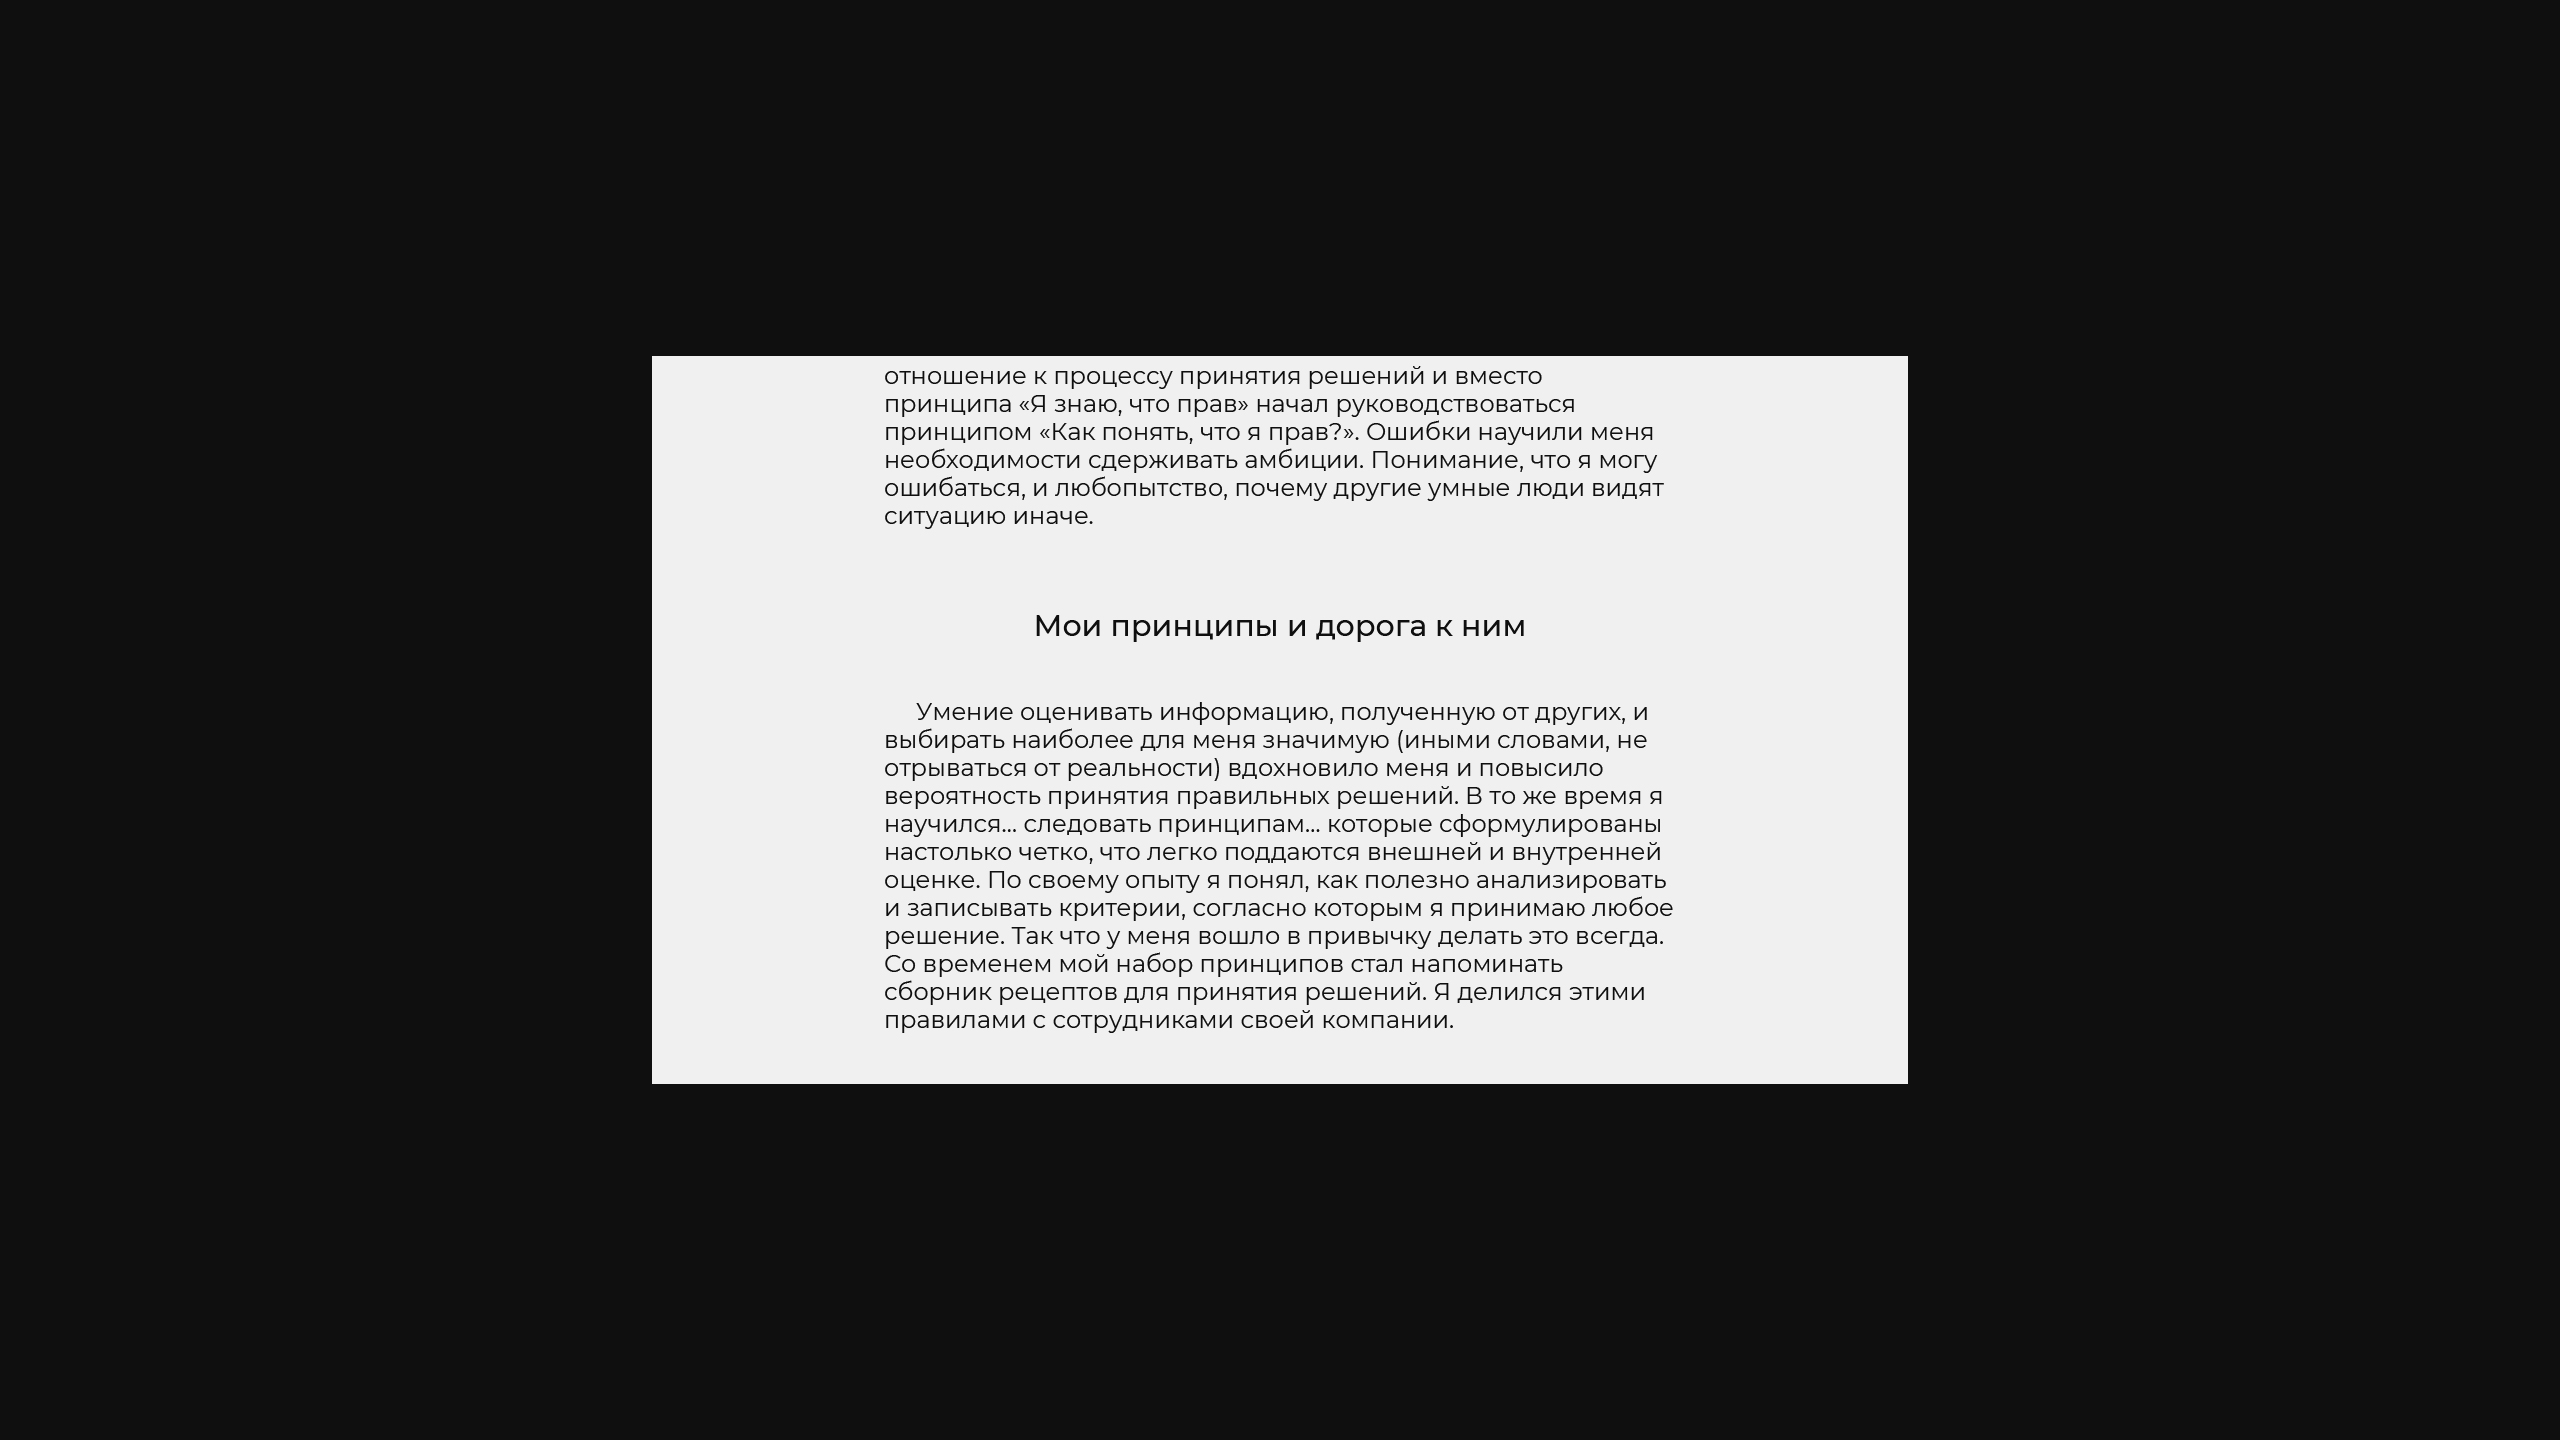 отношение к процессу принятия решений и вместо
принципа «Я знаю, что прав» начал руководствоваться
принципом «Как понять, что я прав?». Ошибки научили меня
необходимости сдерживать амбиции. Понимание, что я могу
ошибаться, и любопытство, почему другие умные люди видят
ситуацию иначе.
Мои принципы и дорога к ним
Умение оценивать информацию, полученную от других, и
выбирать наиболее для меня значимую (иными словами, не
отрываться от реальности) вдохновило меня и повысило
вероятность принятия правильных решений. В то же время я
научился... следовать принципам... которые сформулированы
настолько четко, что легко поддаются внешней и внутренней
оценке. По своему опыту я понял, как полезно анализировать
и записывать критерии, согласно которым я принимаю любое
решение. Так что у меня вошло в привычку делать это всегда.
Со временем мой набор принципов стал напоминать
сборник рецептов для принятия решений. Я делился этими
правилами с сотрудниками своей компании.